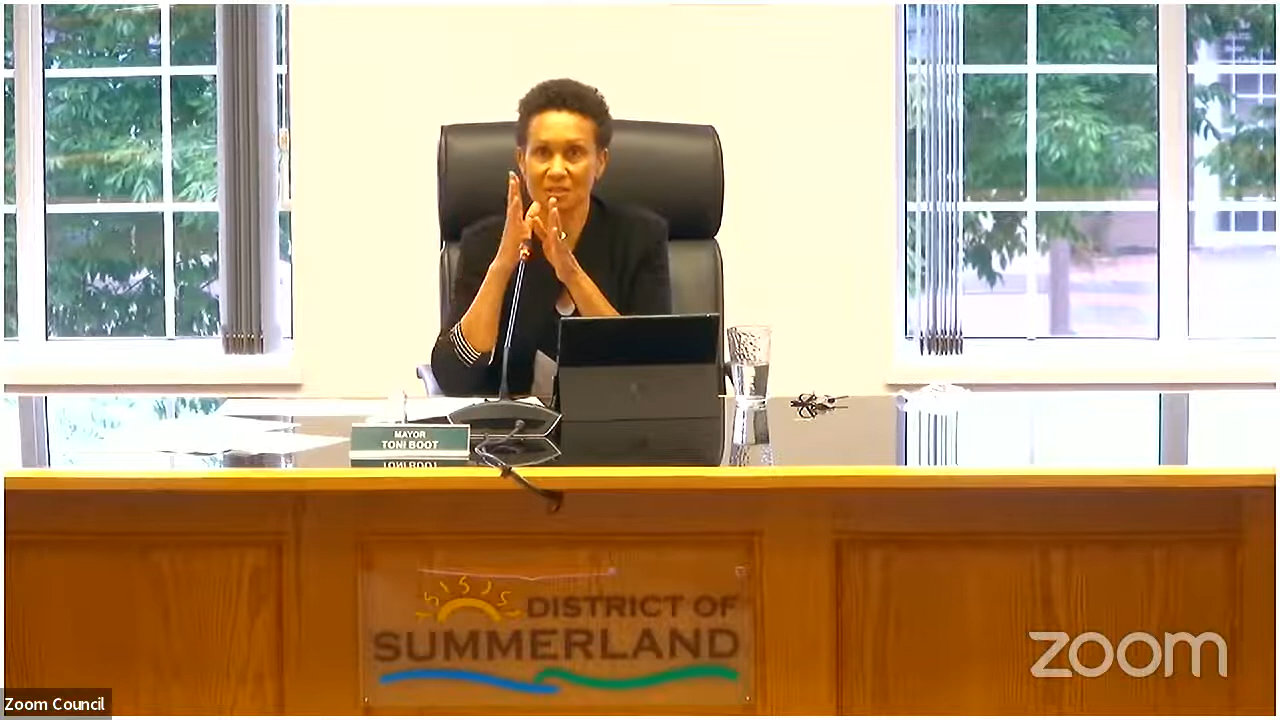 MAYOR
TONI BOOT
DISTRICT OF
SUMMERLAND
zoom
Zoom Council